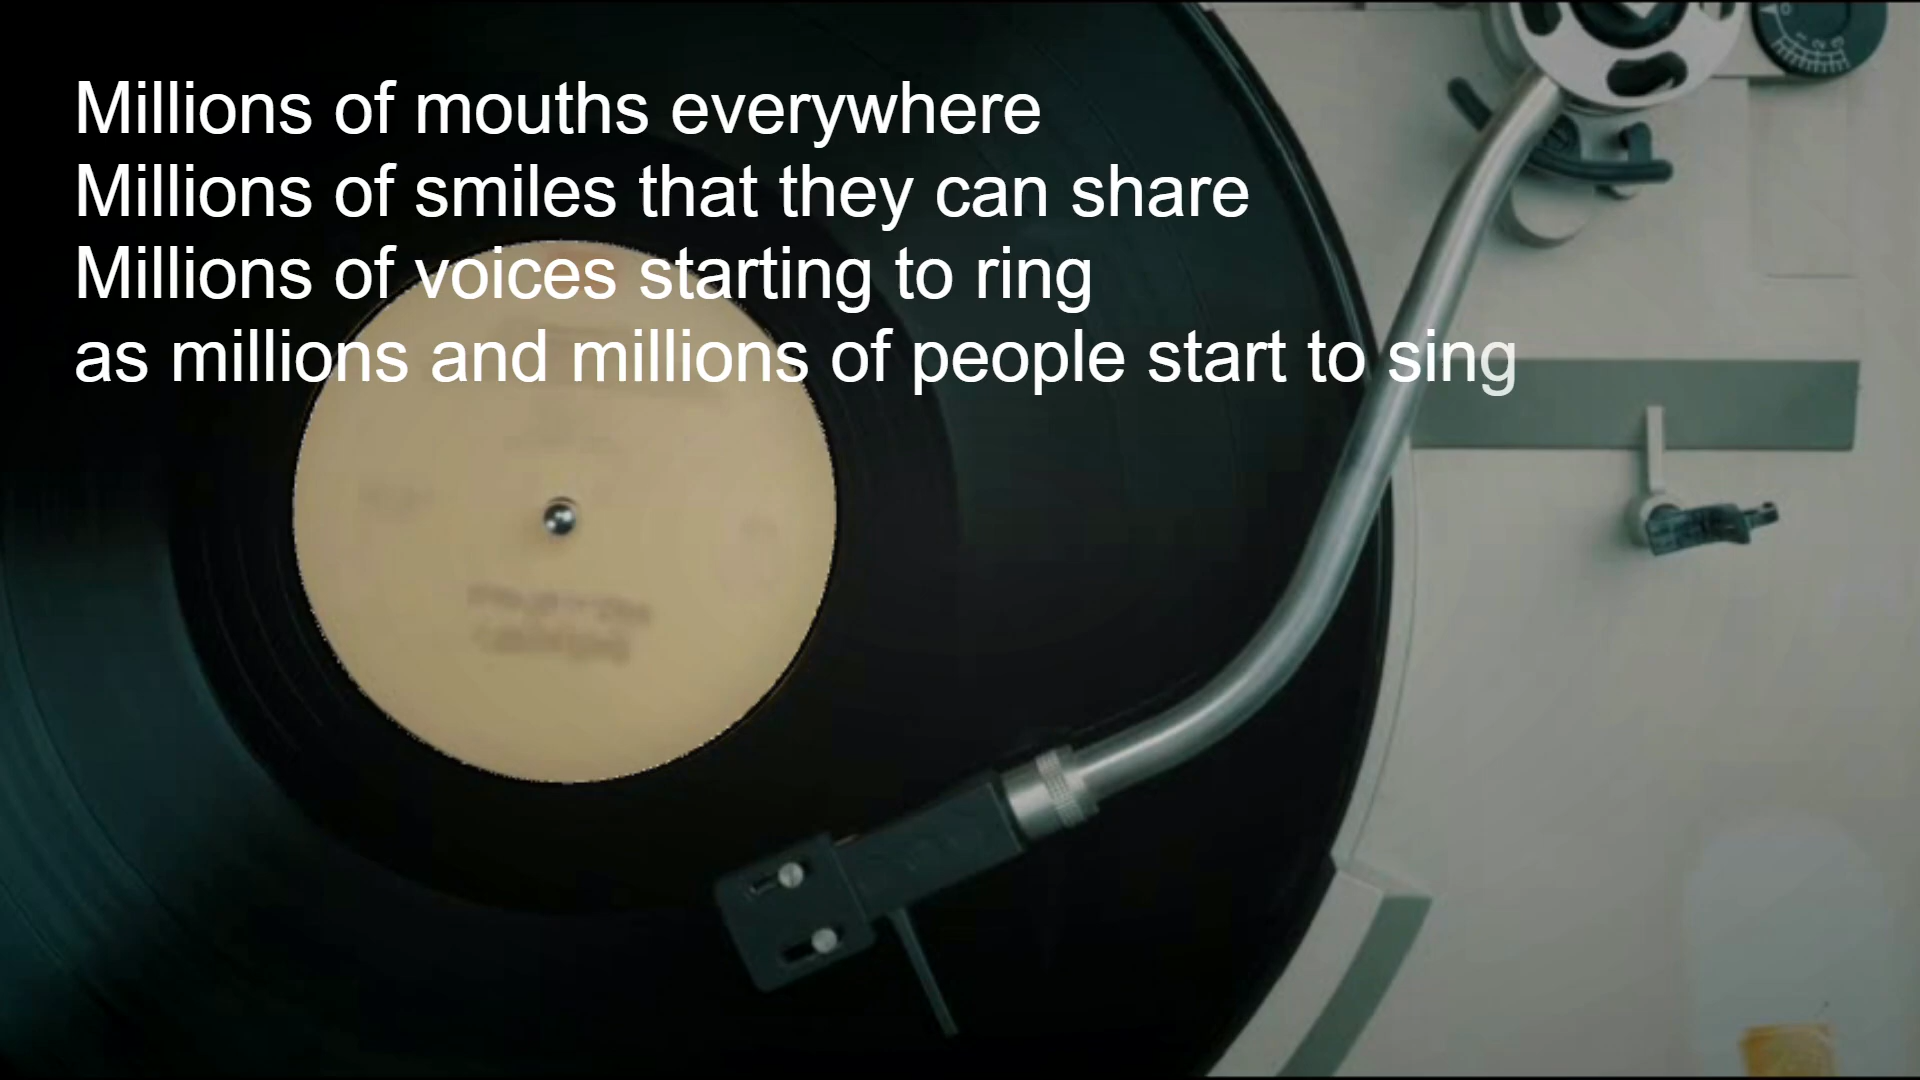 Millions of mouths everywhere
Millions of smiles that they can share
Millions of voices starting to ring
as millions and millions of people start to sing